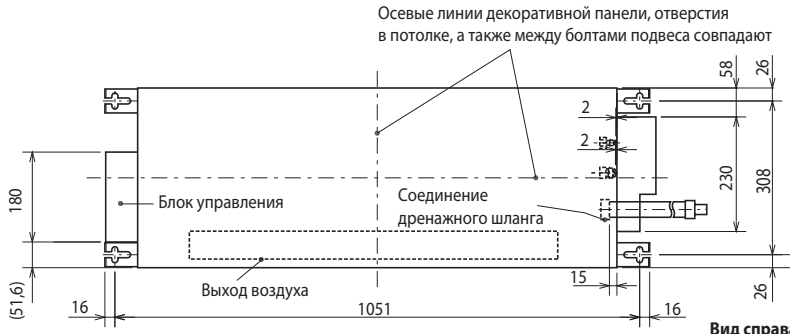 Осевые линии декоративной панели, отверстия
в потолке, а также между болтами подвеса совпадают
58
26
2
2
180
Блок управления
Соединение
дренажного шланга
230
308
(51,6)
Выход воздуха
15
26
16
1051
16
Вид справа